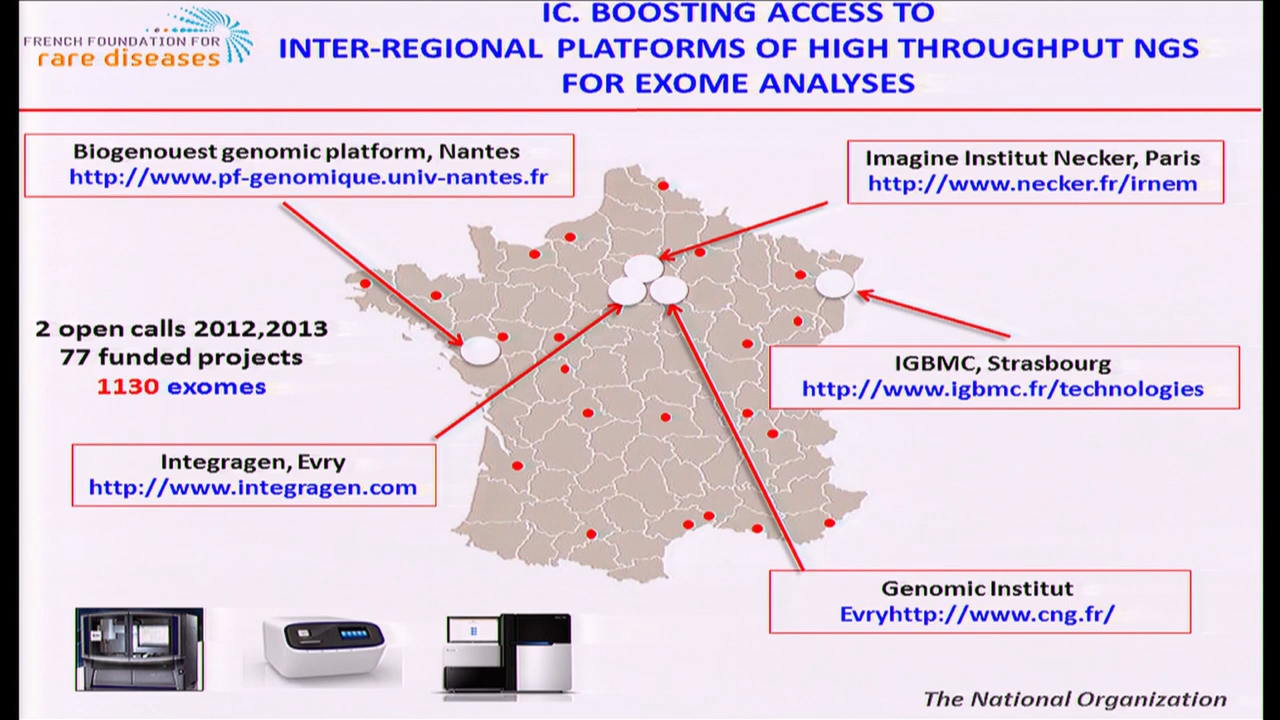 FRENCH FOUNDATION FOR
rare diseases
IC. BOOSTING ACCESS TO
INTER-REGIONAL PLATFORMS OF HIGH THROUGHPUT NGS
FOR EXOME ANALYSES
Biogenouest genomic platform, Nantes
http://www.pf-genomique.univ-nantes.fr
Imagine Institut Necker, Paris
http://www.necker.fr/irnem
2 open calls 2012,2013
77 funded projects
1130 exomes
IGBMC, Strasbourg
http://www.igbmc.fr/technologies
Integragen, Evry
http://www.integragen.com
Genomic Institut
Evryhttp://www.cng.fr/
The National Organization